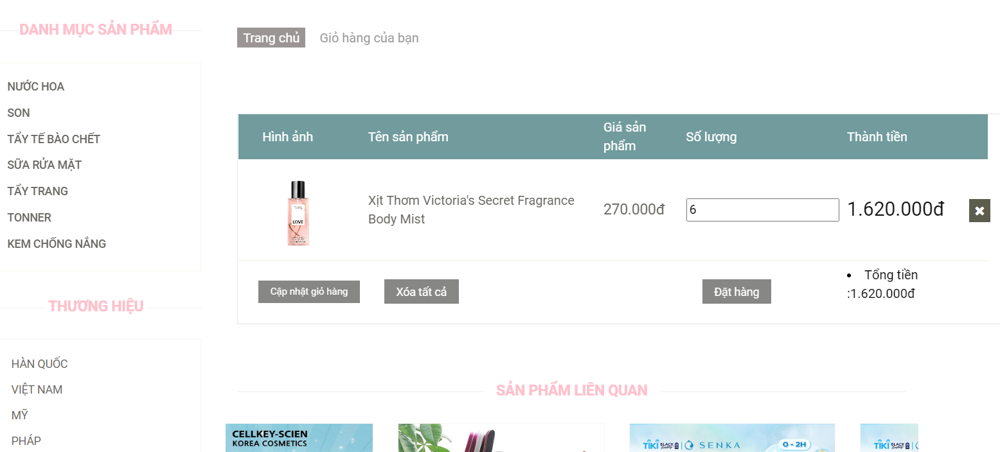 DANH MỤC SẢN PHẨM
NƯỚC HOA
SON
TẨY TẾ BÀO CHẾT
SỮA RỬA MẶT
TẨY TRANG
TONNER
KEM CHỐNG NẮNG
THƯƠNG HIỆU
HÀN QUỐC
VIỆT NAM
MỸ
PHÁP
Trang chủ Giỏ hàng của bạn
Hình ảnh Tên sản phẩm Giá sản phẩm Số lượng Thành tiền
LOVE
Xịt Thơm Victoria's Secret Fragrance
Body Mist
270.000đ 6 1.620.000đ
Cập nhật giỏ hàng Xóa tất cả Đặt hàng
• Tổng tiền
:1.620.000đ
SẢN PHẨM LIÊN QUAN
CELLKEY-SCIEN
KOREA COSMETICS
TIKI BLACK Friday SENKA 0 - 2H
TIKI BLACK Friday